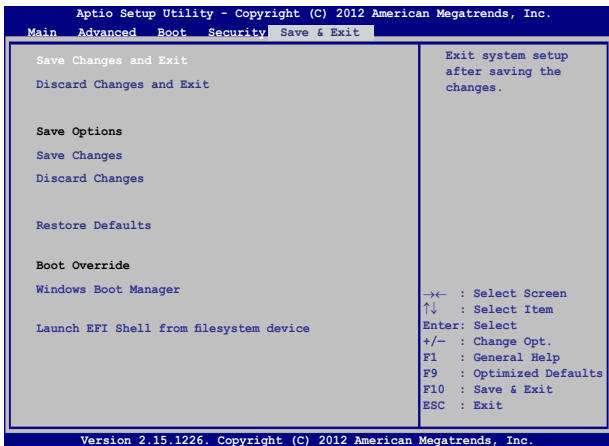 Aptio Setup Utility - Copyright (C) 2012 American Megatrends, Inc.
Main Advanced Boot Security Save & Exit
Save Changes and Exit
Discard Changes and Exit
Save Options
Save Changes
Discard Changes
Restore Defaults
Boot Override
Windows Boot Manager
Launch EFI Shell from filesystem device
Exit system setup
after saving the
changes.
→← : Select Screen
↑↓ : Select Item
Enter: Select
+/— : Change Opt.
F1 : General Help
F9 : Optimized Defaults
F10 : Save & Exit
ESC : Exit
Version 2.15.1226. Copyright (C) 2012 American Megatrends, Inc.